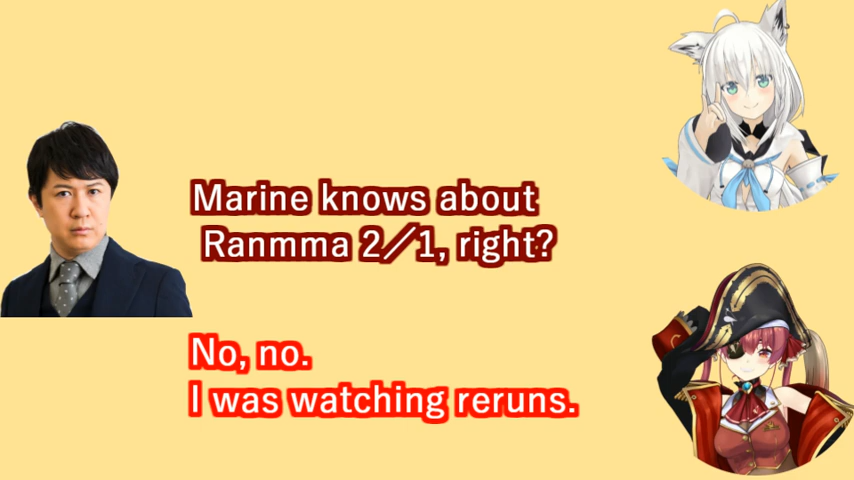 Marine knows about
Ranmma 2／1, right?
No, no.
I was watching reruns.